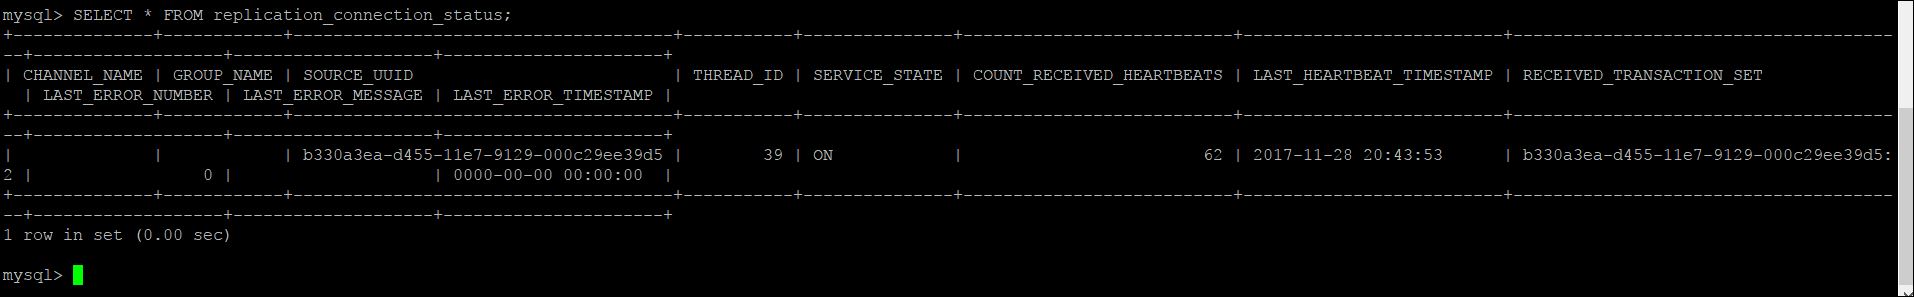 mysql> SELECT * FROM replication_connection_status;
+--------------+------------+--------------------------------------+-----------+---------------+---------------------------+--------------------------+---------------------------------------
--+-------------------+--------------------+----------------------+
| CHANNEL_NAME | GROUP_NAME | SOURCE_UUID                          | THREAD_ID | SERVICE_STATE | COUNT_RECEIVED_HEARTBEATS | LAST_HEARTBEAT_TIMESTAMP | RECEIVED_TRANSACTION_SET
  | LAST_ERROR_NUMBER | LAST_ERROR_MESSAGE | LAST_ERROR_TIMESTAMP |
+--------------+------------+--------------------------------------+-----------+---------------+---------------------------+--------------------------+---------------------------------------
--+-------------------+--------------------+----------------------+
|              |            | b330a3ea-d455-11e7-9129-000c29ee39d5 |        39 | ON            |                        62 | 2017-11-28 20:43:53      | b330a3ea-d455-11e7-9129-000c29ee39d5:
2 |                 0 |                    | 0000-00-00 00:00:00  |
+--------------+------------+--------------------------------------+-----------+---------------+---------------------------+--------------------------+---------------------------------------
--+-------------------+--------------------+----------------------+
1 row in set (0.00 sec)
mysql>